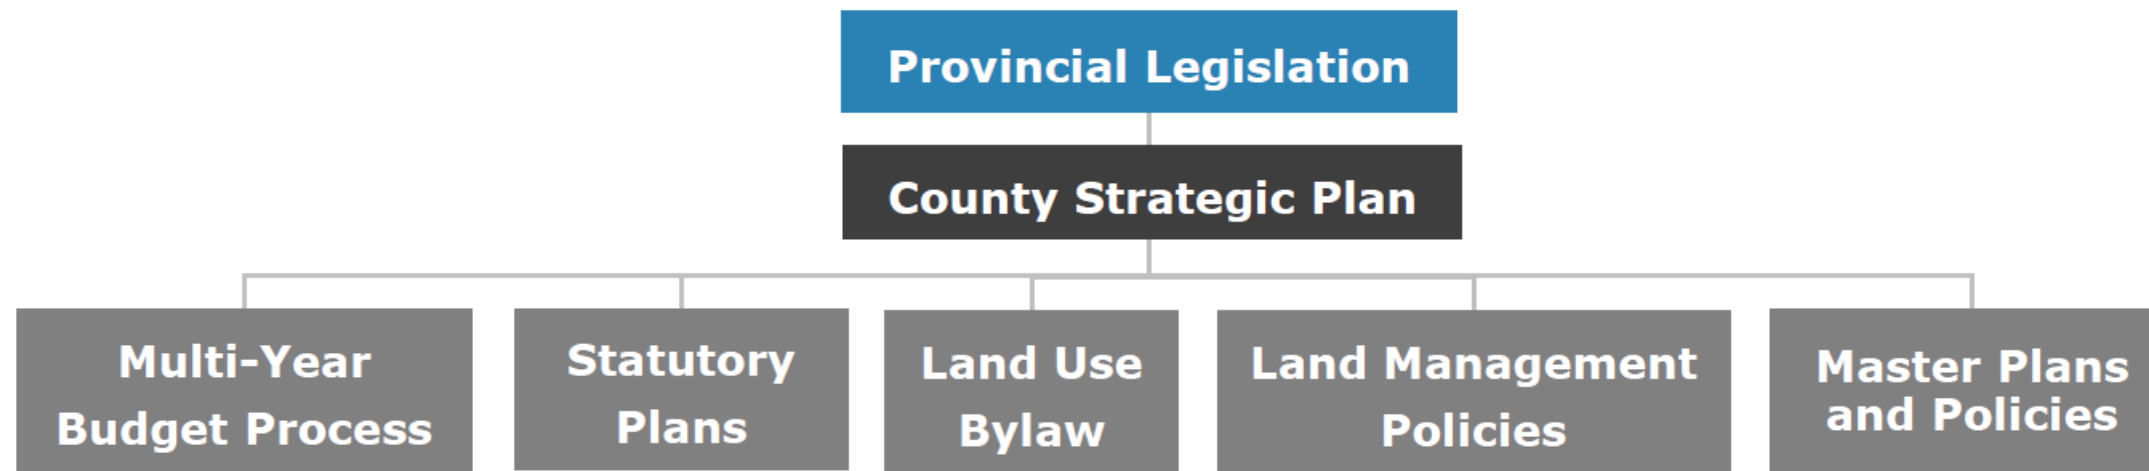 Provincial Legislation
County Strategic Plan
Multi-Year
Budget Process
Statutory
Plans
Land Use
Bylaw
Land Management
Policies
Master Plans
and Policies